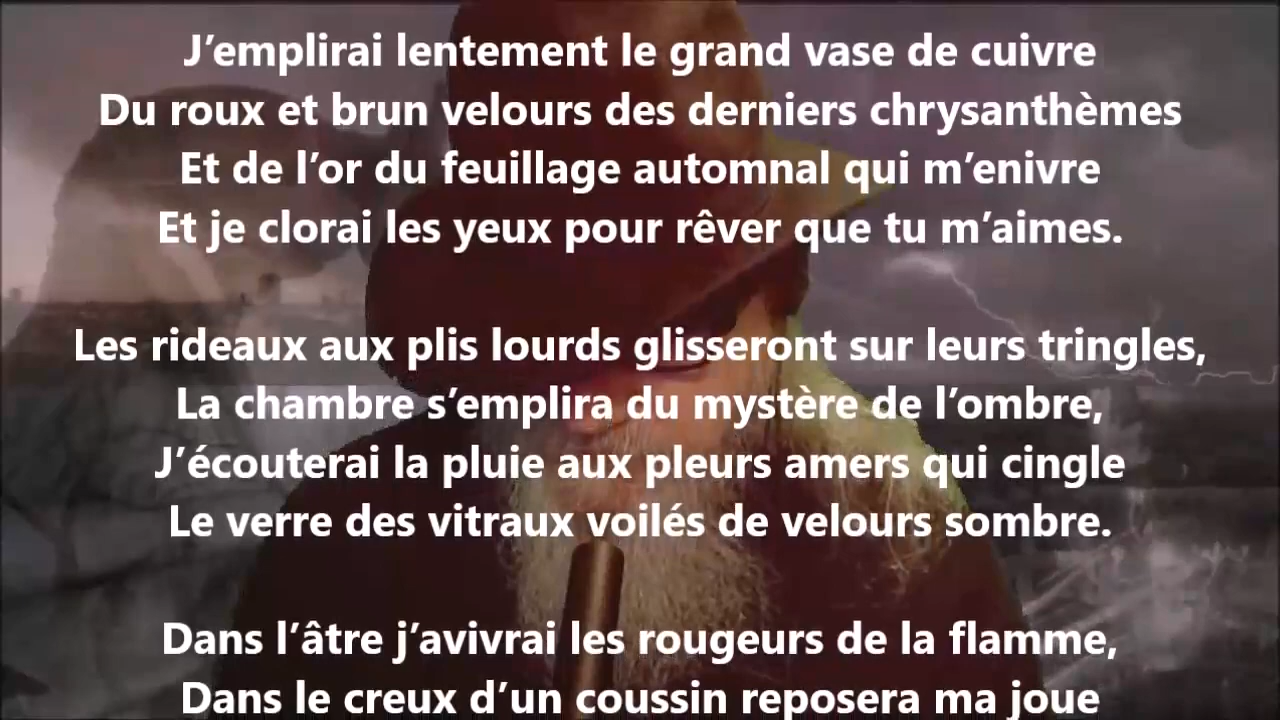 J’emplirai lentement le grand vase de cuivre
Du roux et brun velours des derniers chrysanthèmes
Et de l’or du feuillage automnal qui m’enivre
Et je clorai les yeux pour rêver que tu m’aimes.
Les rideaux aux plis lourds glisseront sur leurs tringles,
La chambre s’emplira du mystère de l’ombre,
J’écouterai la pluie aux pleurs amers qui cingle
Le verre des vitraux voilés de velours sombre.
Dans l’âtre j’avivrai les rougeurs de la flamme,
Dans le creux d’un coussin reposera ma joue